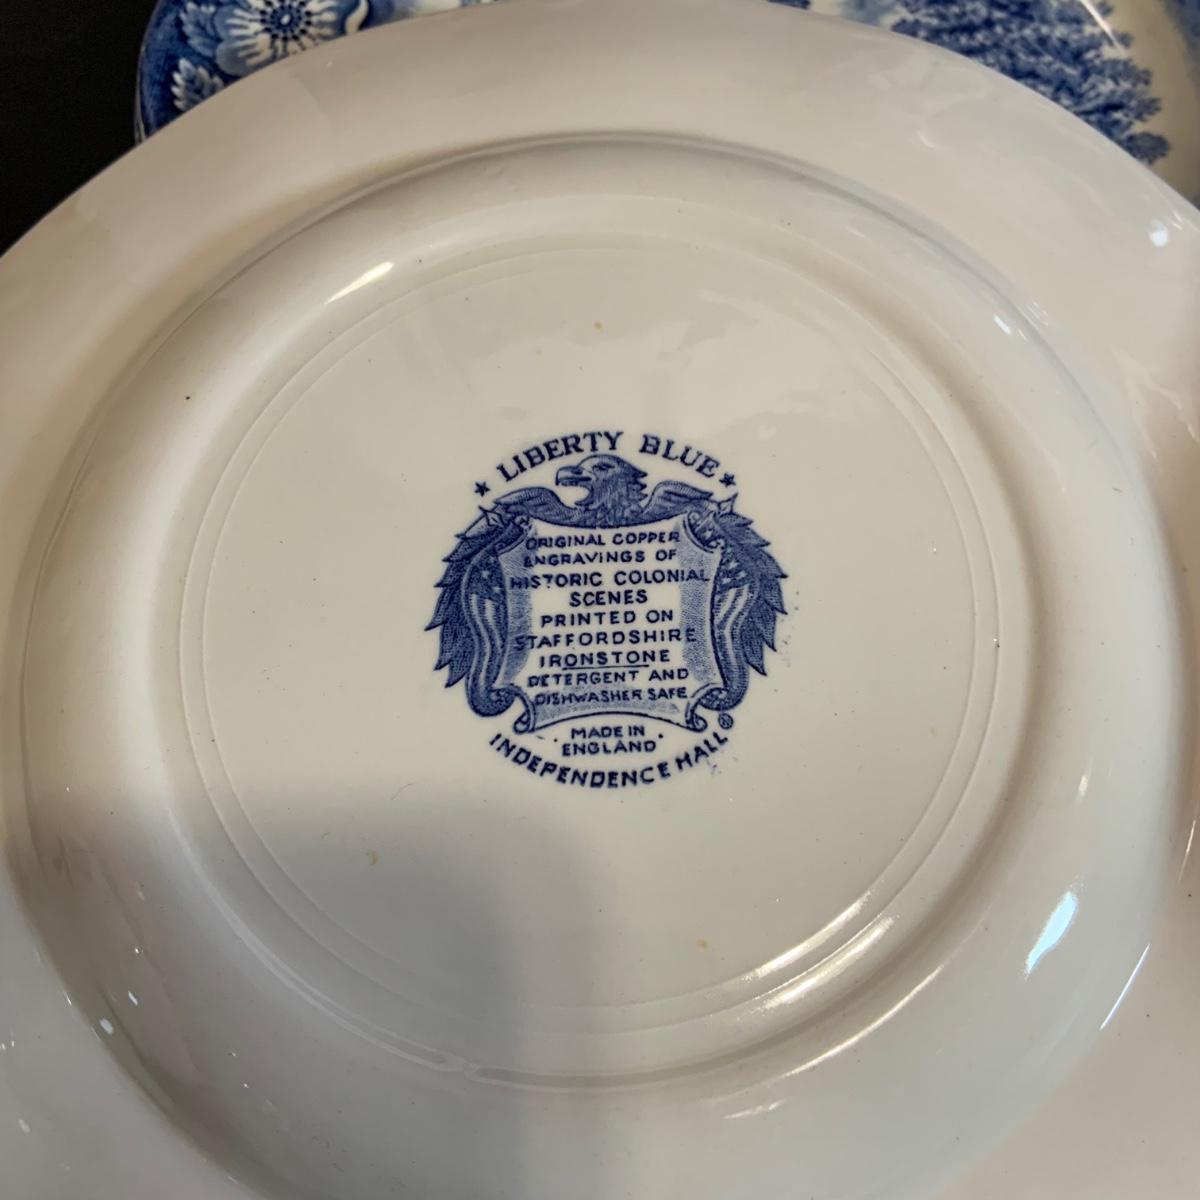 ★ LIBERTY BLUE ★
ORIGINAL COPPER
ENGRAVINGS OF
HISTORIC COLONIAL
SCENES
PRINTED ON
STAFFORDSHIRE
IRONSTONE
DETERGENT AND
DISHWASHER SAFE
· MADE IN
ENGLAND ·
INDEPENDENCE HALL ®